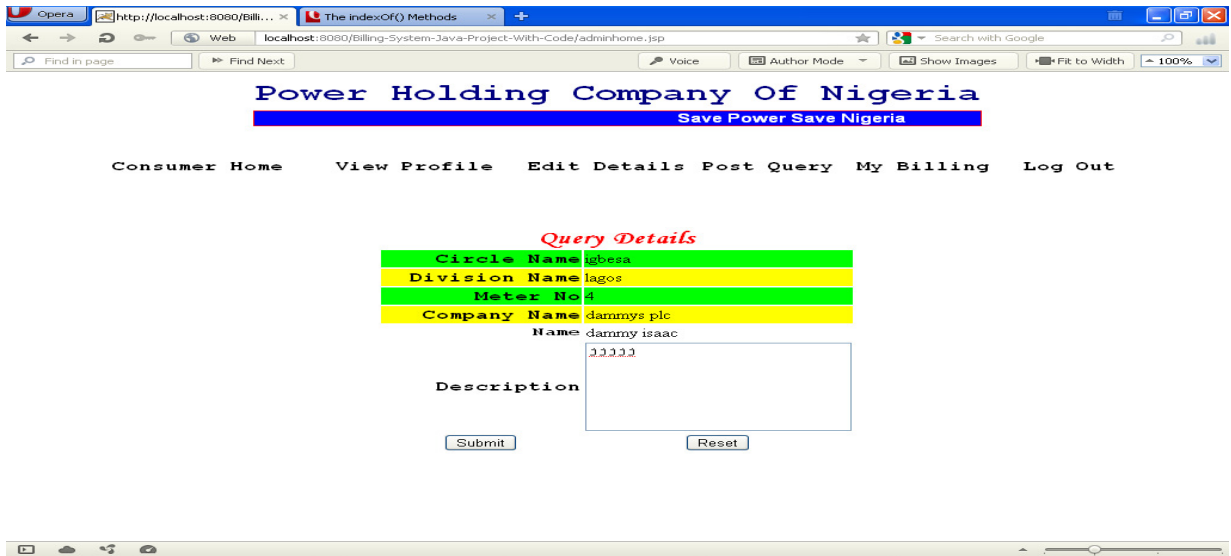 Opera http://localhost:8080/Billi... The indexOf() Methods
Web localhost:8080/Billing-System-Java-Project-With-Code/adminhome.jsp Search with Google
Find in page Find Next Voice Author Mode Show Images Fit to Width 100%
Power Holding Company Of Nigeria
Save Power Save Nigeria
Consumer Home View Profile Edit Details Post Query My Billing Log Out
Query Details
Circle Name igbesa
Division Name lagos
Meter No 4
Company Name dammys plc
Name dammy isaac
Description jjjjj
Submit Reset